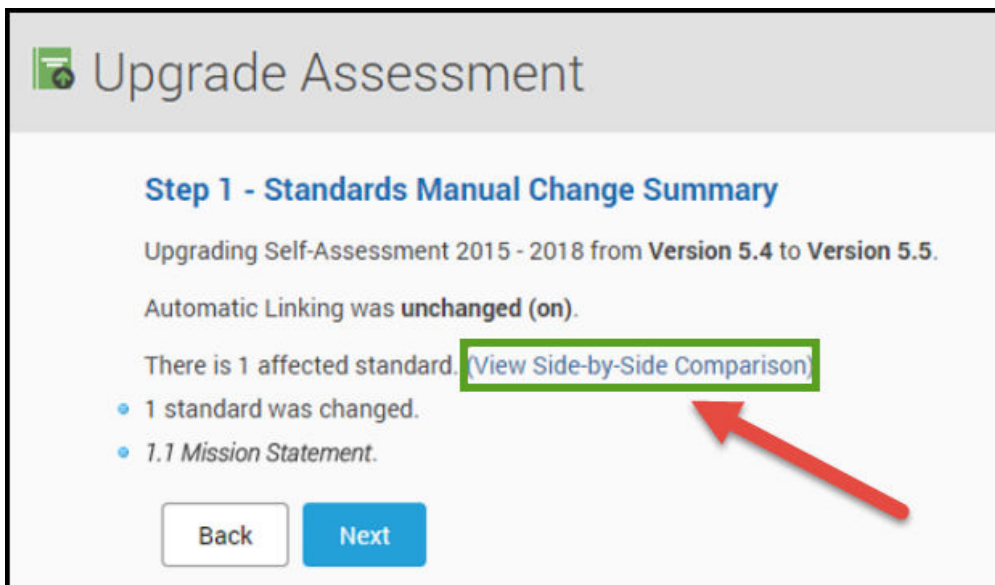 Upgrade Assessment
Step 1 - Standards Manual Change Summary
Upgrading Self-Assessment 2015 - 2018 from Version 5.4 to Version 5.5.
Automatic Linking was unchanged (on).
There is 1 affected standard. (View Side-by-Side Comparison)
1 standard was changed.
1.1 Mission Statement.
Back Next